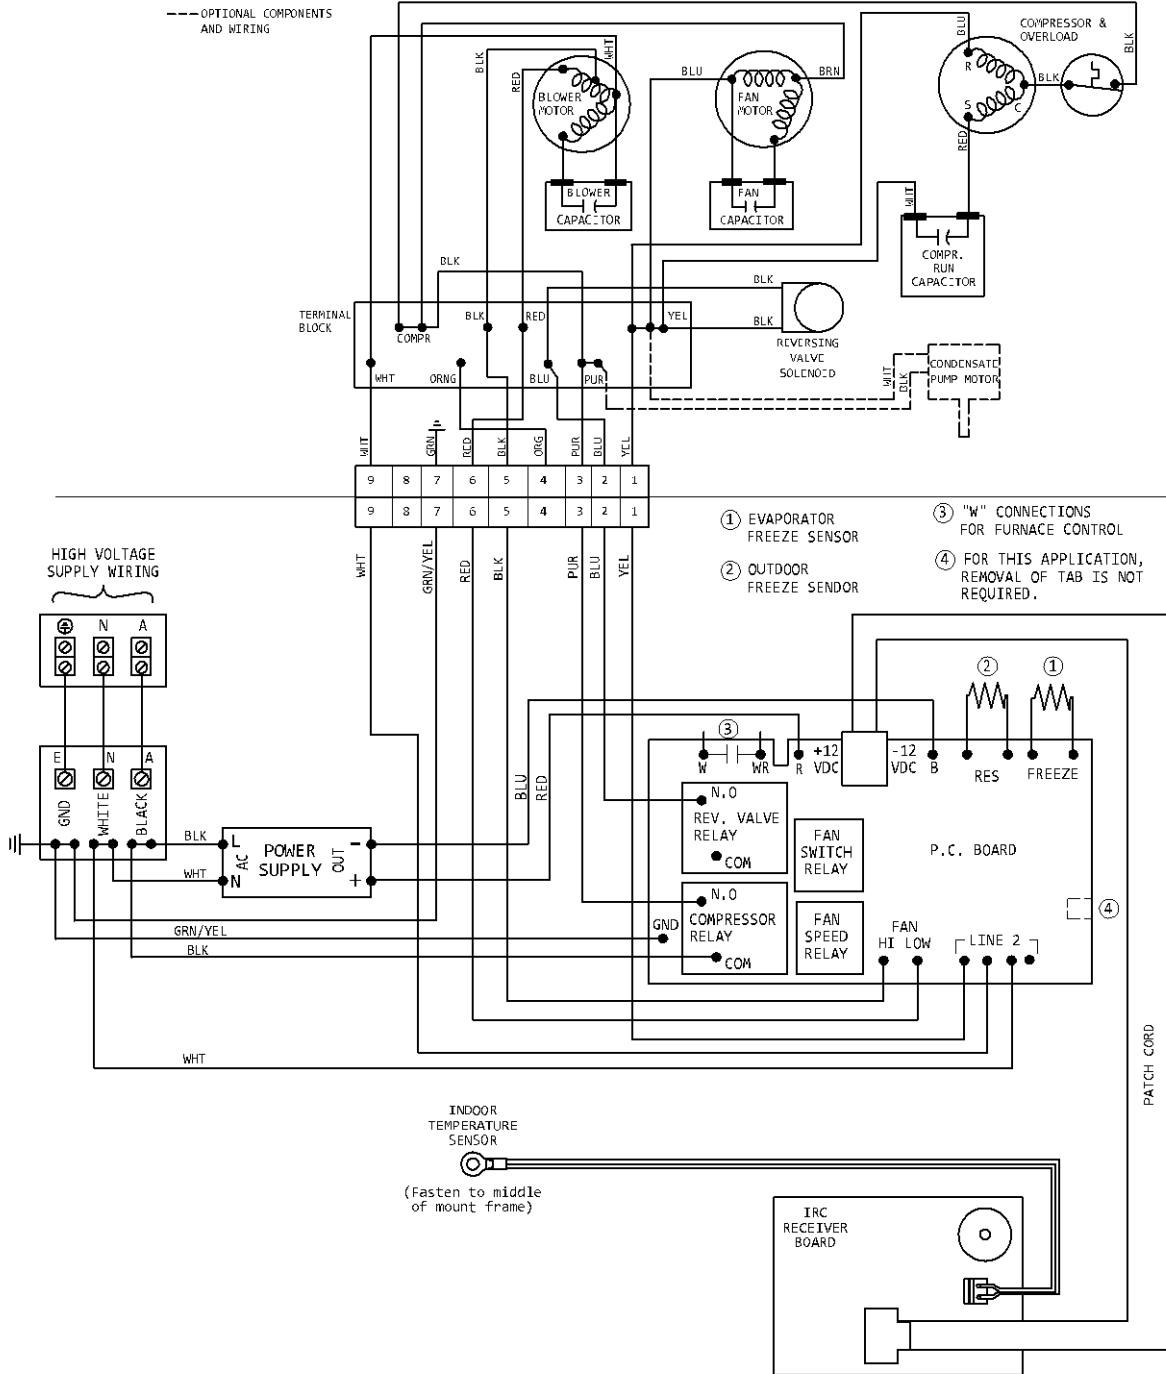 OPTIONAL COMPONENTS
AND WIRING
BLU
COMPRESSOR &
OVERLOAD
BLK
WHT
BLK
RED
BLOWER
MOTOR
BLU
BRN
FAN
MOTOR
R
S
C
BLK
RED
BLOWER
CAPACITOR
FAN
CAPACITOR
WHT
COMPR.
RUN
CAPACITOR
BLK
BLK
BLK
TERMINAL
BLOCK
COMPR
BLK
RED
YEL
REVERSING
VALVE
SOLENOID
WHT
ORNG
BLU
PUR
WHT
BLK
CONDENSATE
PUMP MOTOR
WHT
GRN
RED
BLK
ORG
PUR
BLU
YEL
9 8 7 6 5 4 3 2 1
9 8 7 6 5 4 3 2 1
1 EVAPORATOR
FREEZE SENSOR
2 OUTDOOR
FREEZE SENDOR
3 "W" CONNECTIONS
FOR FURNACE CONTROL
4 FOR THIS APPLICATION,
REMOVAL OF TAB IS NOT
REQUIRED.
HIGH VOLTAGE
SUPPLY WIRING
WHT
GRN/YEL
RED
BLK
PUR
BLU
YEL
N A
E N A
GND
WHITE
BLACK
BLK
WHT
L
N
AC
POWER
SUPPLY
OUT
-
+
BLU
RED
3
W
WR
R
+12
VDC
-12
VDC
B
2
RES
1
FREEZE
N.O
REV. VALVE
RELAY
COM
FAN
SWITCH
RELAY
P.C. BOARD
N.O
COMPRESSOR
RELAY
COM
GND
FAN
SPEED
RELAY
FAN
HI LOW
LINE 2
4
GRN/YEL
BLK
WHT
PATCH CORD
INDOOR
TEMPERATURE
SENSOR
(Fasten to middle
of mount frame)
IRC
RECEIVER
BOARD